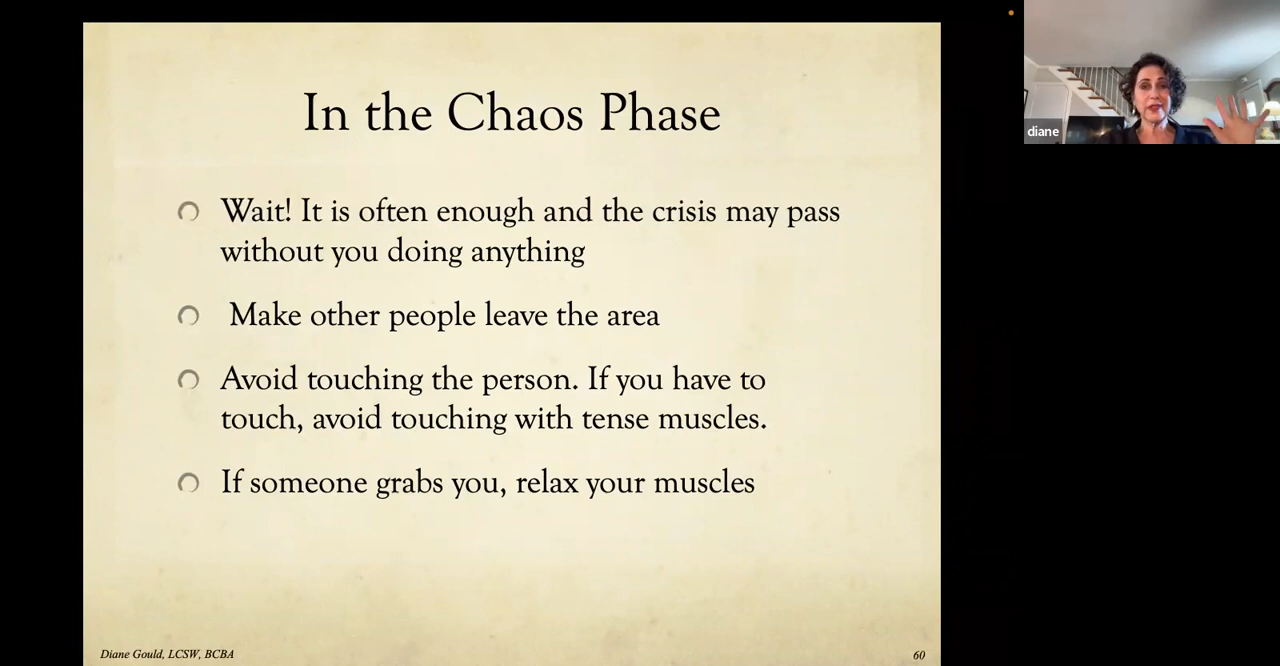 In the Chaos Phase
Wait! It is often enough and the crisis may pass
without you doing anything
Make other people leave the area
Avoid touching the person. If you have to
touch, avoid touching with tense muscles.
If someone grabs you, relax your muscles
Diane Gould, LCSW, BCBA
60
diane